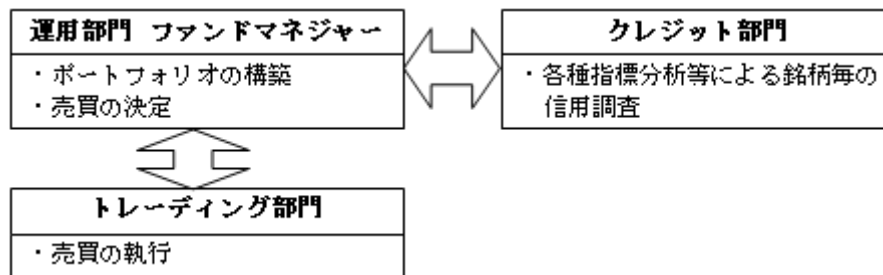 運用部門 ファンドマネジャー
・ポートフォリオの構築
・売買の決定
クレジット部門
・各種指標分析等による銘柄毎の
信用調査
トレーディング部門
・売買の執行